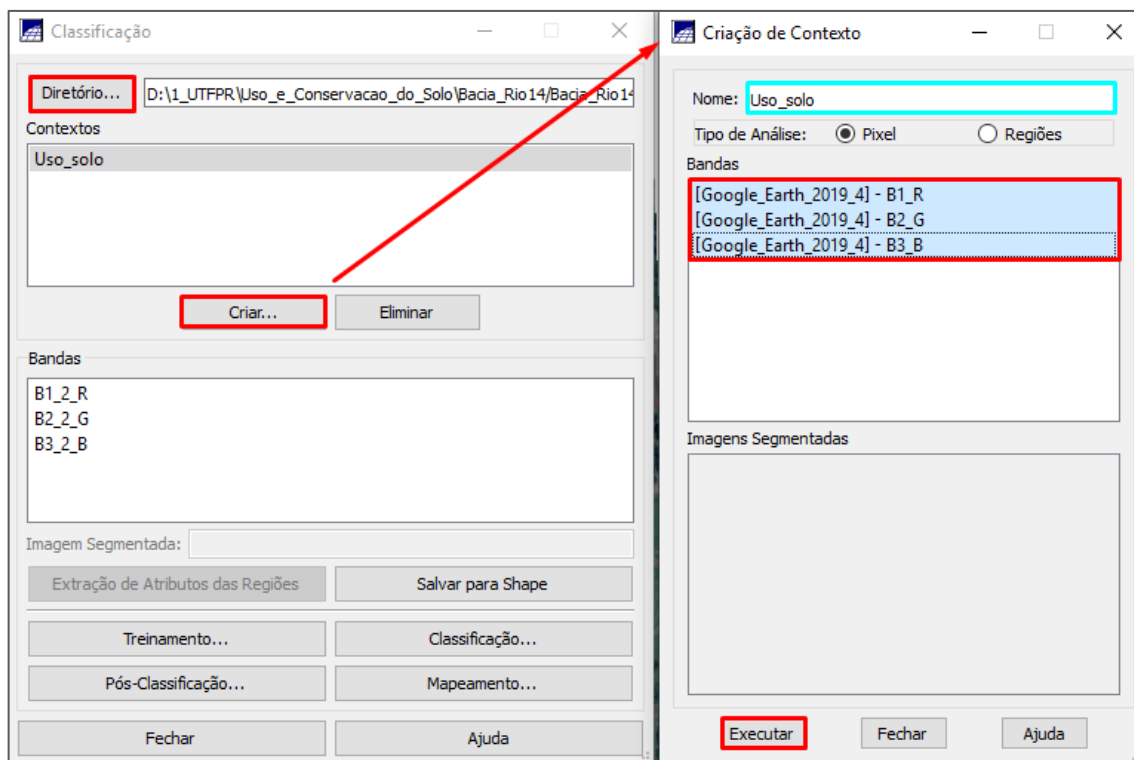 Classificação
Diretório...
D:\1_UTFPR\Uso_e_Conservacao_do_Solo\Bacia_Rio14/Bacia_Rio14
Contextos
Uso_solo
Criar...
Eliminar
Bandas
B1_2_R
B2_2_G
B3_2_B
Imagem Segmentada:
Extração de Atributos das Regiões
Salvar para Shape
Treinamento...
Classificação...
Pós-Classificação...
Mapeamento...
Fechar
Ajuda
Criação de Contexto
Nome: Uso_solo
Tipo de Análise: Pixel Regiões
Bandas
[Google_Earth_2019_4] - B1_R
[Google_Earth_2019_4] - B2_G
[Google_Earth_2019_4] - B3_B
Imagens Segmentadas
Executar
Fechar
Ajuda